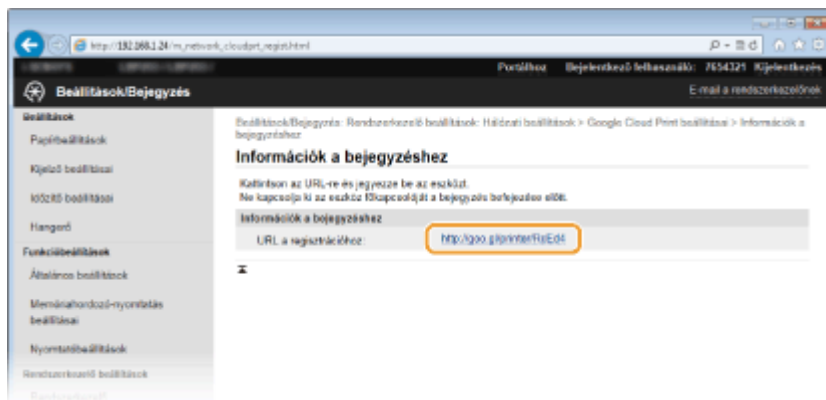 http://192.168.1.24/m_network_cloudprt_regist.html
Portálhoz Bejelentkező felhasználó: 7654321 Kijelentkezés
Beállítások/Bejegyzés
E-mail a rendszerkezelőnek
Beállítások
Papírbeállítások
Kijelző beállításai
Időzítő beállításai
Hangerő
Funkcióbeállítások
Általános beállítások
Memóriahordozó-nyomtatás
beállításai
Nyomtatóbeállítások
Rendszerkezelő beállítások
Beállítások/Bejegyzés: Rendszerkezelő beállítások: Hálózati beállítások > Google Cloud Print beállításai > Információk a
bejegyzéshez
Információk a bejegyzéshez
Kattintson az URL-re és jegyezze be az eszközt.
Ne kapcsolja ki az eszköz főkapcsolóját a bejegyzés befejezése előtt.
Információk a bejegyzéshez
URL a regisztrációhoz: http://goo.gl/printer/RsEd4